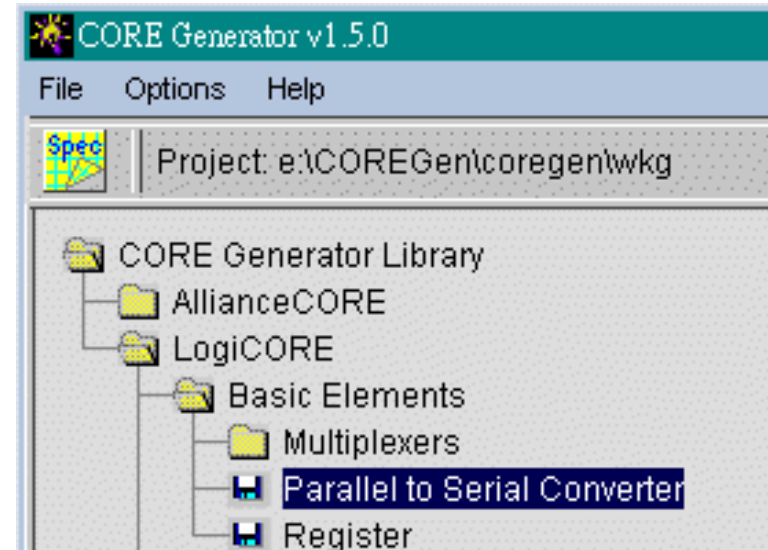 CORE Generator v1.5.0
File Options Help
Spec
Project: e:\COREGen\coregen\wkg
CORE Generator Library
AllianceCORE
LogiCORE
Basic Elements
Multiplexers
Parallel to Serial Converter
Register